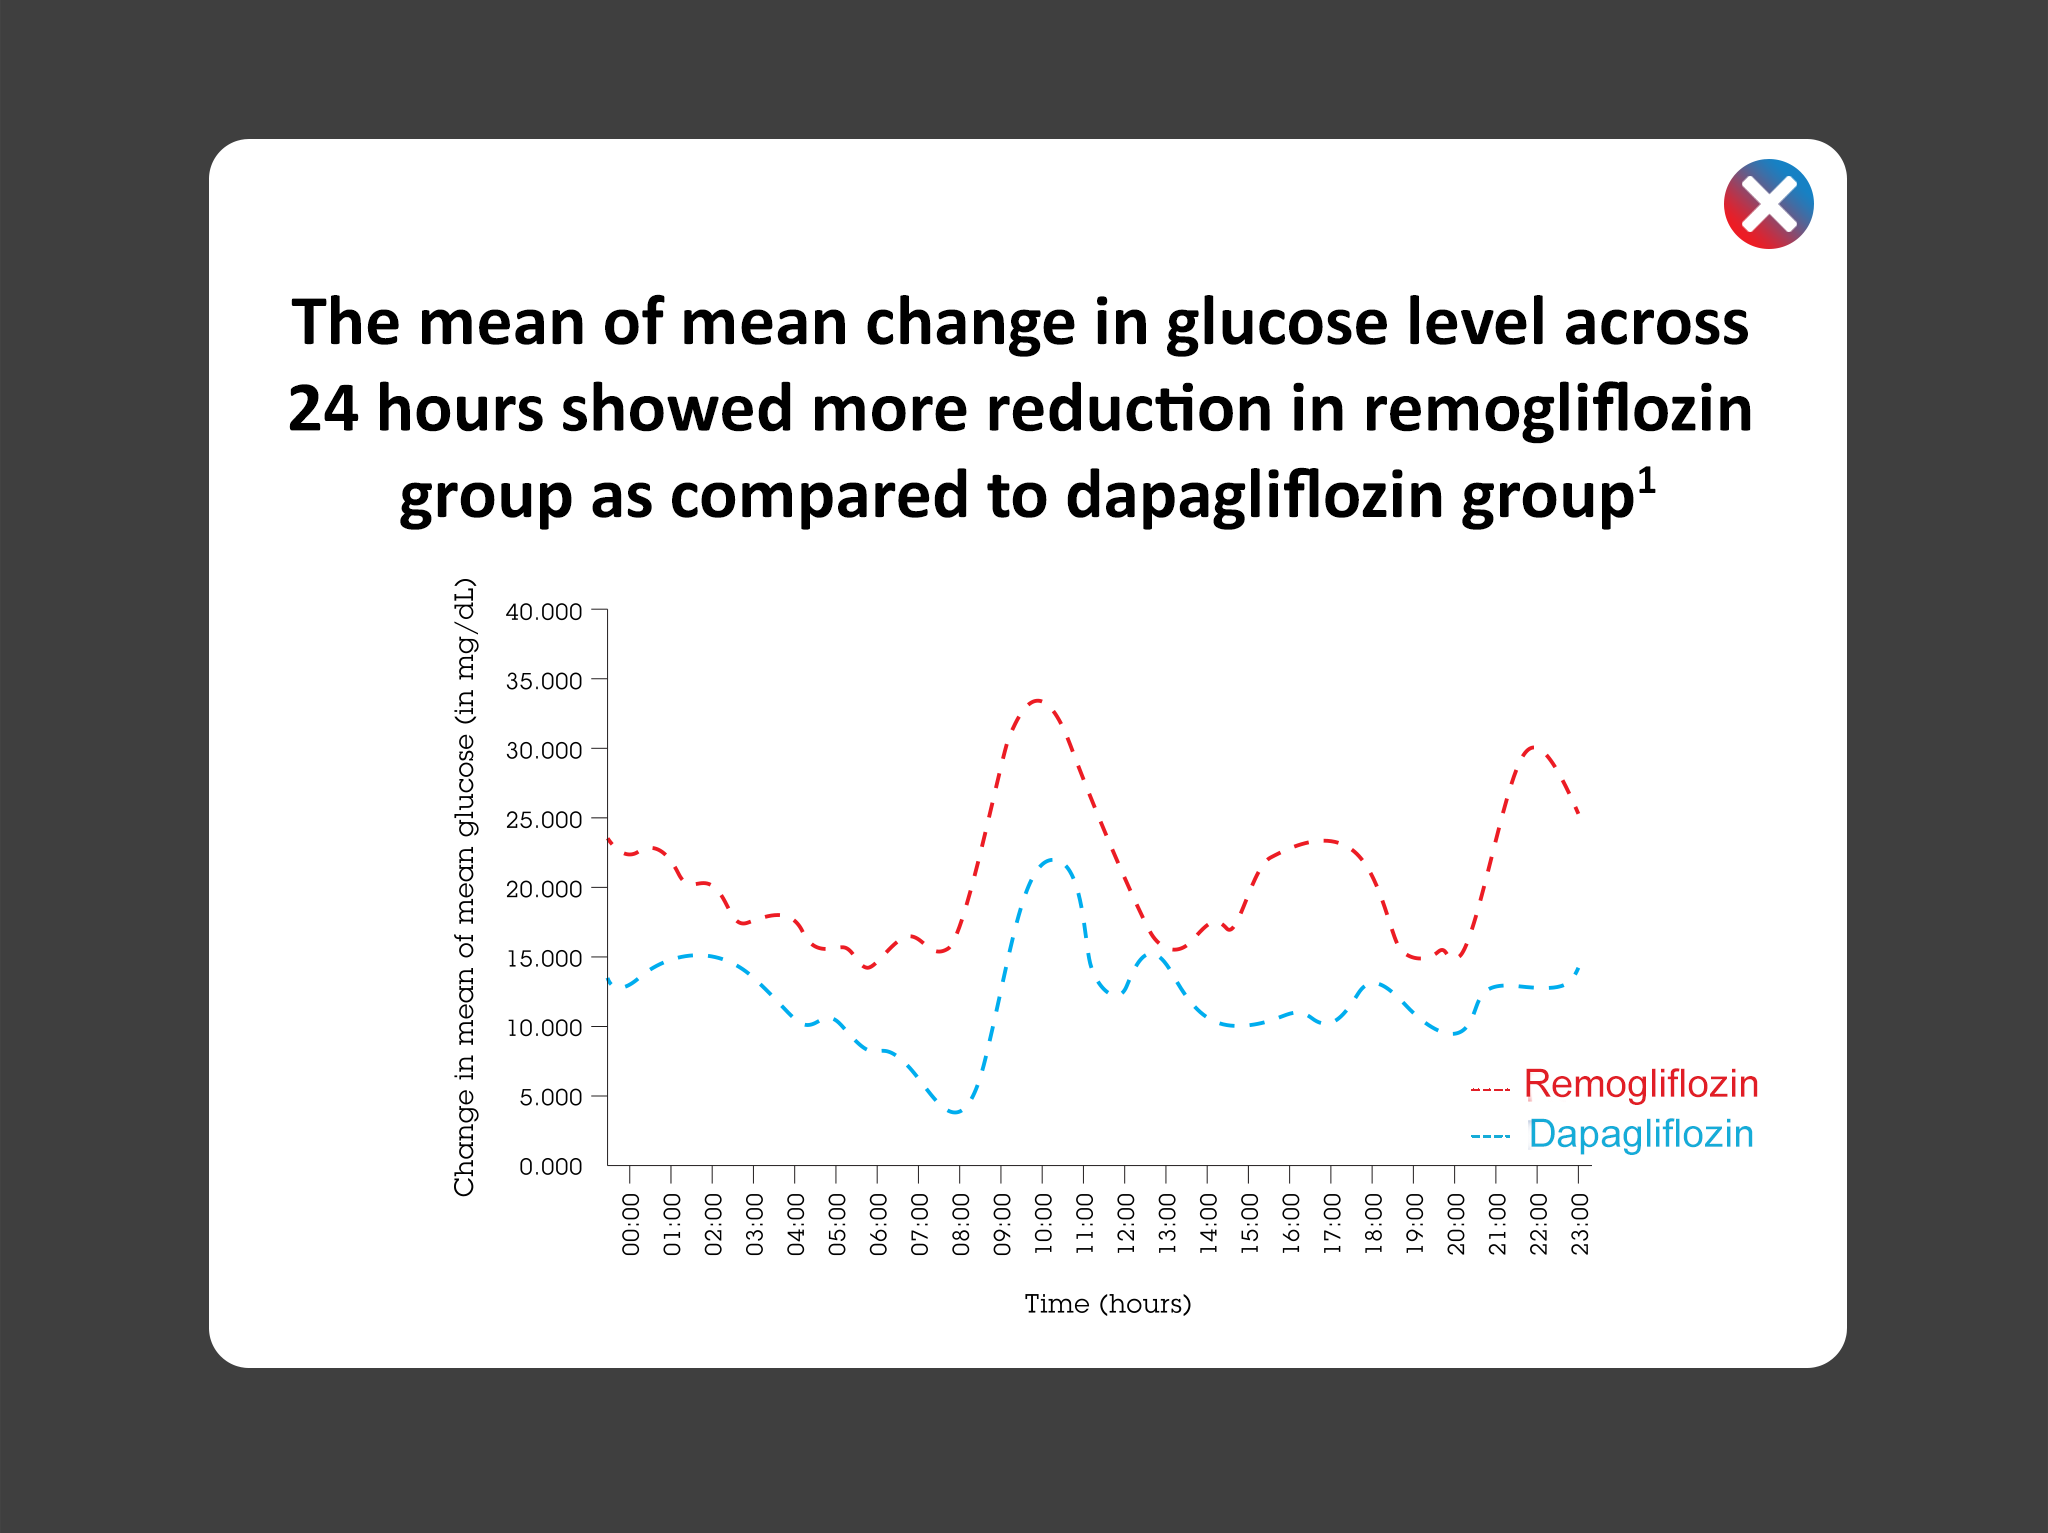 The mean of mean change in glucose level across
24 hours showed more reduction in remogliflozin
group as compared to dapagliflozin group¹
Change in mean of mean glucose (in mg/dL)
40.000
35.000
30.000
25.000
20.000
15.000
10.000
5.000
0.000
00:00 01:00 02:00 03:00 04:00 05:00 06:00 07:00 08:00 09:00 10:00 11:00 12:00 13:00 14:00 15:00 16:00 17:00 18:00 19:00 20:00 21:00 22:00 23:00
Time (hours)
Remogliflozin
Dapagliflozin